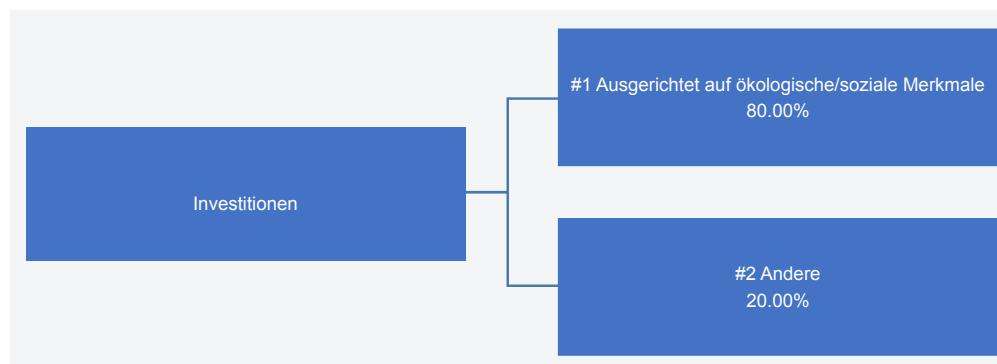 #1 Ausgerichtet auf ökologische/soziale Merkmale
80.00%
Investitionen
#2 Andere
20.00%